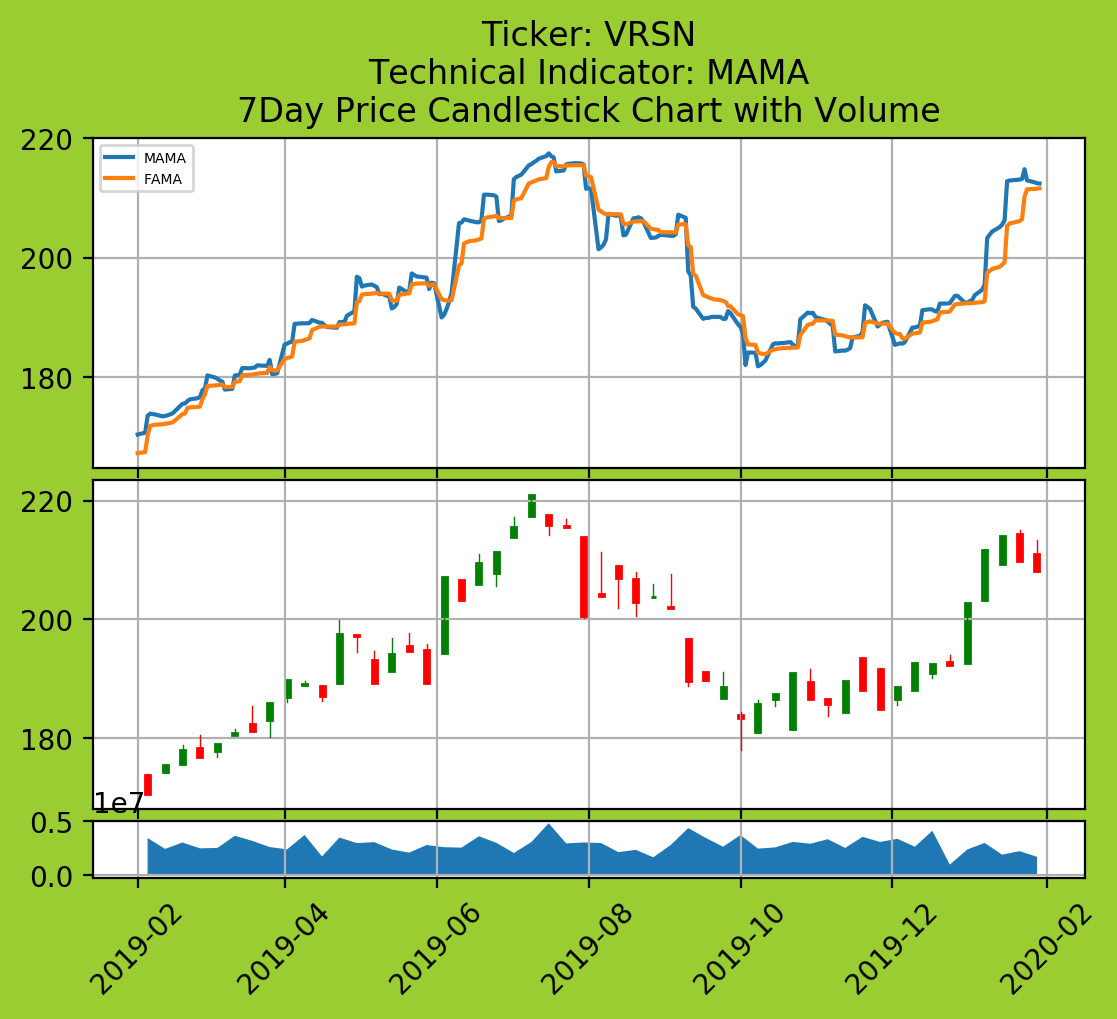 Ticker: VRSN
Technical Indicator: MAMA
7Day Price Candlestick Chart with Volume
220
MAMA
FAMA
200
180
220
200
180
1e7
0.5
0.0
2019-02
2019-04
2019-06
2019-08
2019-10
2019-12
2020-02